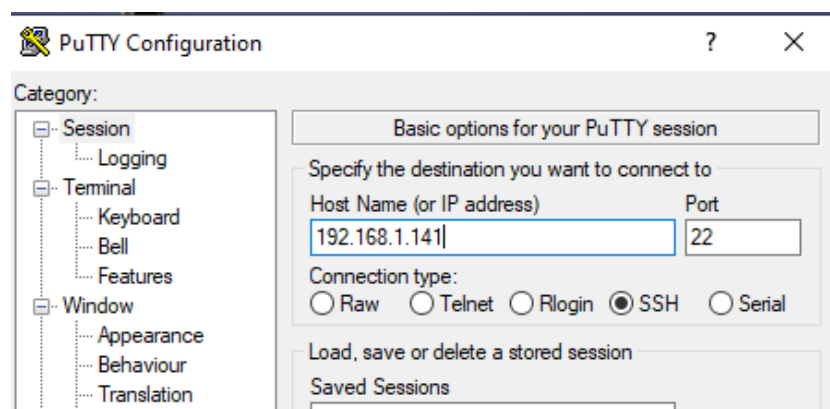 PuTTY Configuration
?
Category:
Session
Logging
Terminal
Keyboard
Bell
Features
Window
Appearance
Behaviour
Translation
Basic options for your PuTTY session
Specify the destination you want to connect to
Host Name (or IP address) Port
192.168.1.141 22
Connection type:
Raw Telnet Rlogin SSH Serial
Load, save or delete a stored session
Saved Sessions